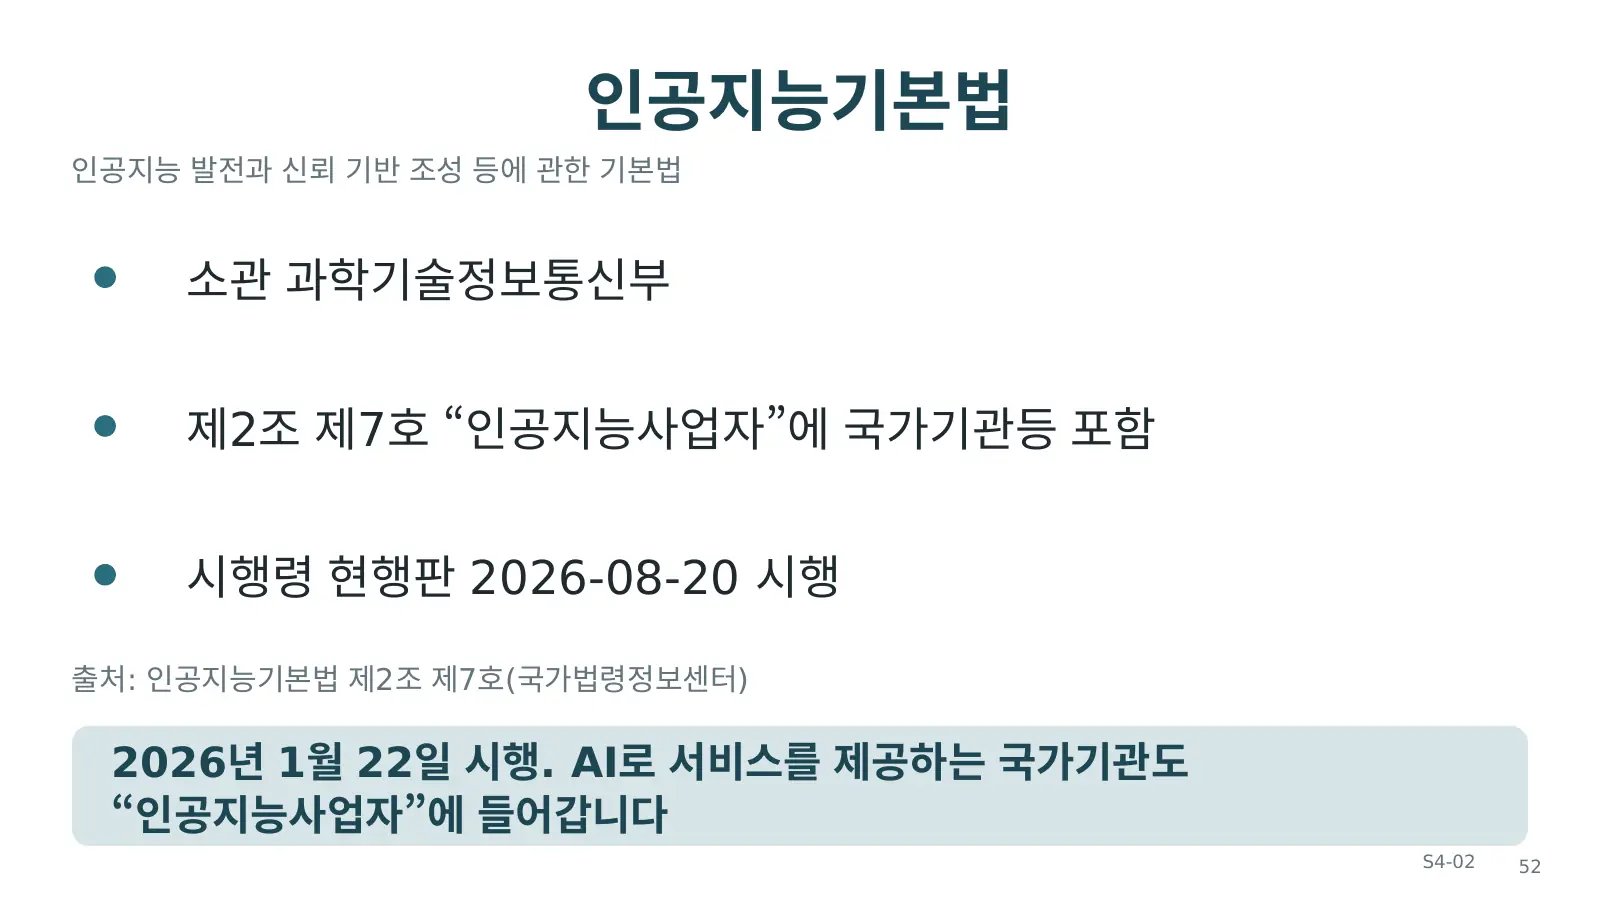 인공지능기본법
인공지능 발전과 신뢰 기반 조성 등에 관한 기본법
● 소관 과학기술정보통신부
● 제2조 제7호 “인공지능사업자”에 국가기관등 포함
● 시행령 현행판 2026-08-20 시행
출처: 인공지능기본법 제2조 제7호(국가법령정보센터)
2026년 1월 22일 시행. AI로 서비스를 제공하는 국가기관도
“인공지능사업자”에 들어갑니다
S4-02
52